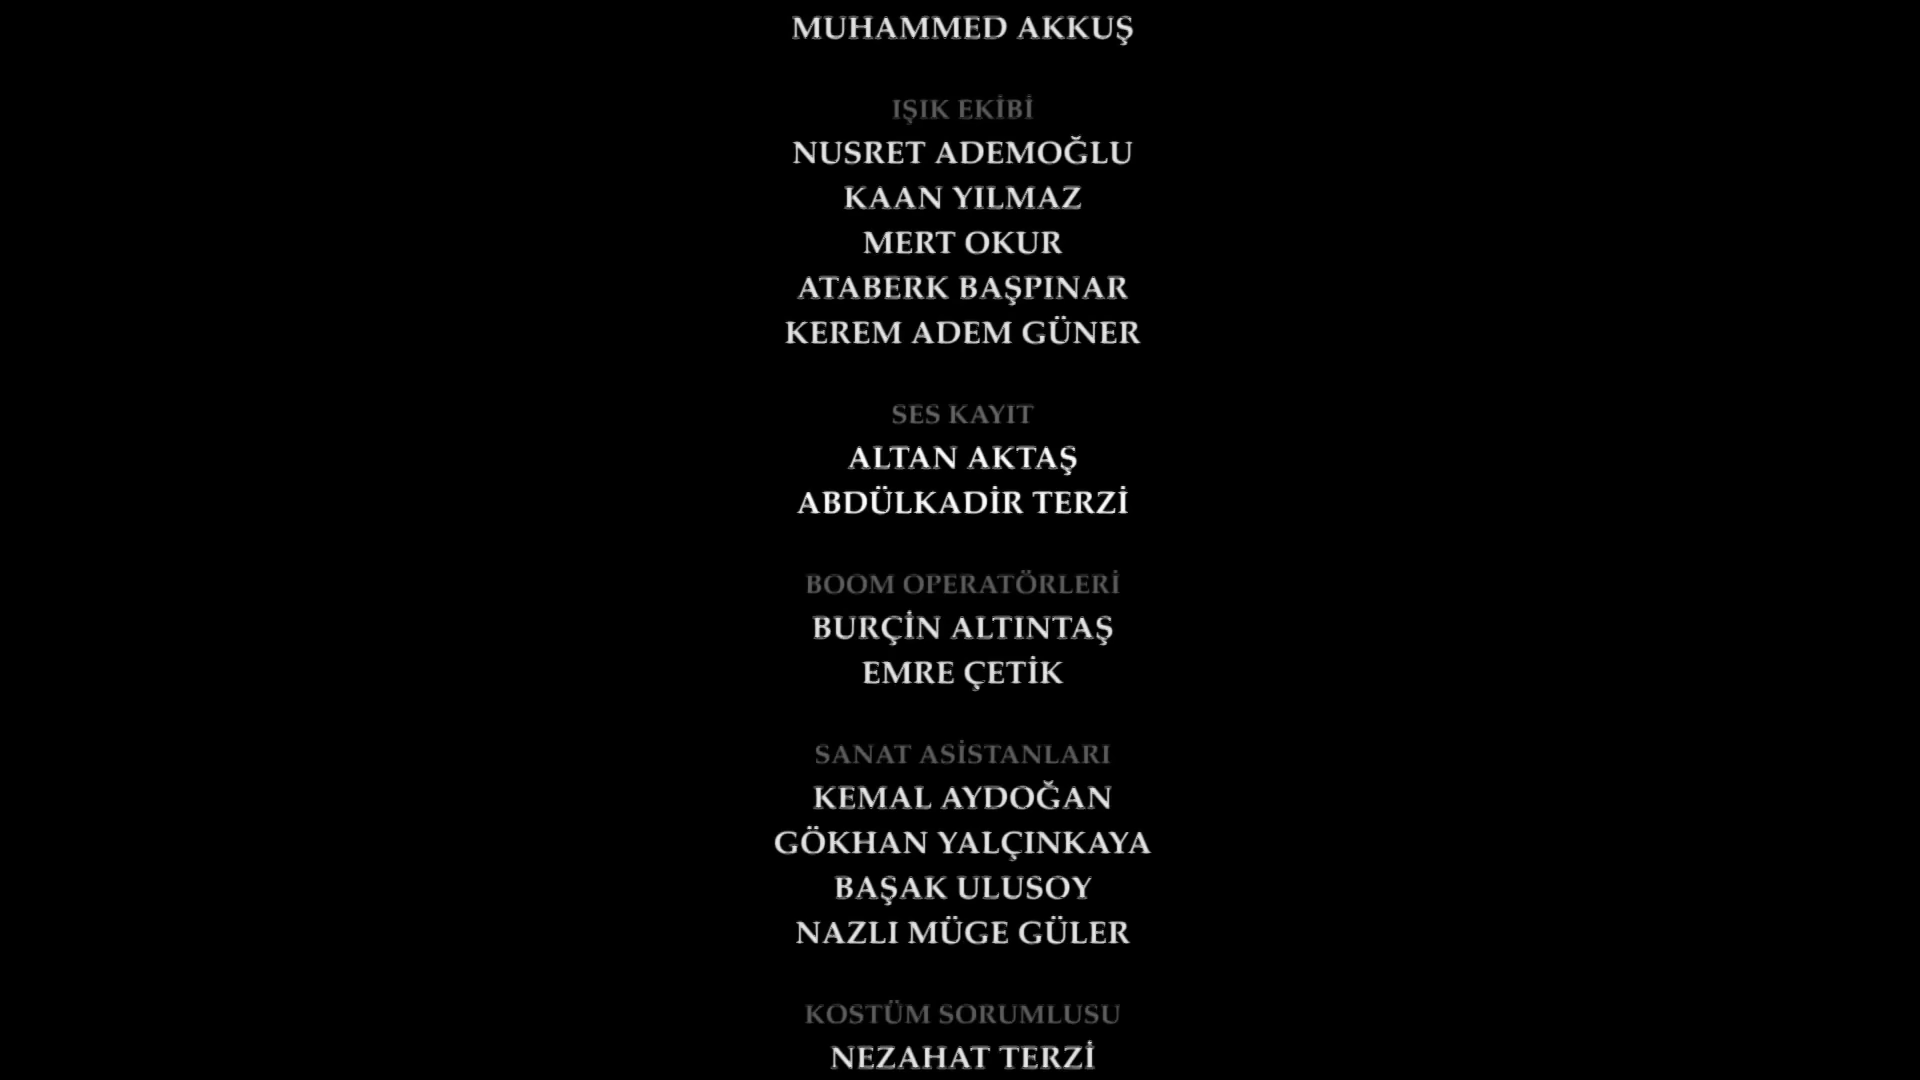 MUHAMMED AKKUŞ
IŞIK EKİBİ
NUSRET ADEMOĞLU
KAAN YILMAZ
MERT OKUR
ATABERK BAŞPINAR
KEREM ADEM GÜNER
SES KAYIT
ALTAN AKTAŞ
ABDÜLKADİR TERZİ
BOOM OPERATÖRLERİ
BURÇİN ALTINTAŞ
EMRE ÇETİK
SANAT ASİSTANLARI
KEMAL AYDOĞAN
GÖKHAN YALÇINKAYA
BAŞAK ULUSOY
NAZLI MÜGE GÜLER
KOSTÜM SORUMLUSU
NEZAHAT TERZİ